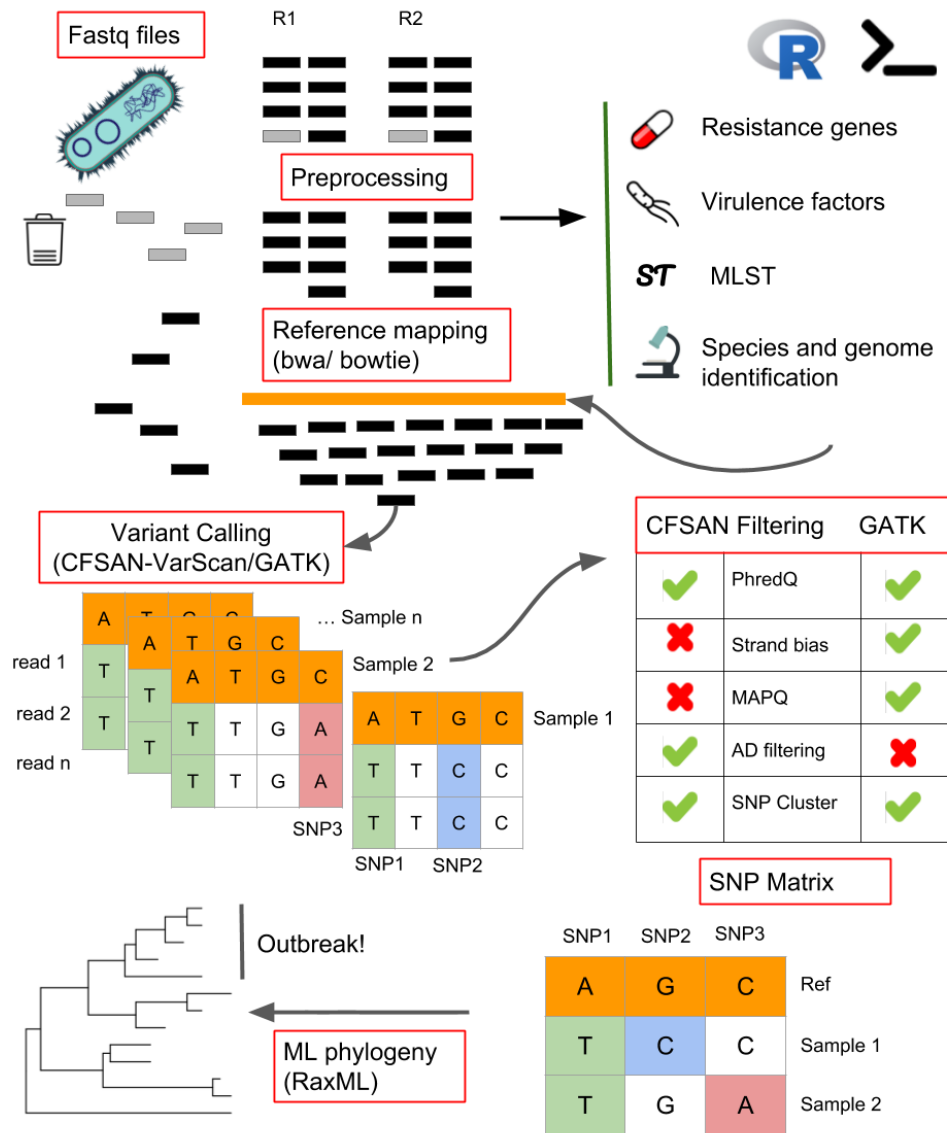 Fastq files
R1
R2
R
Preprocessing
Resistance genes
Virulence factors
ST
MLST
Species and genome
identification
Reference mapping
(bwa/ bowtie)
Variant Calling
(CFSAN-VarScan/GATK)
CFSAN Filtering
GATK
PhredQ
Strand bias
MAPQ
AD filtering
SNP Cluster
… Sample n
Sample 2
Sample 1
read 1
read 2
read n
A T G C
T
T
A T G C
T
T
A T G C
T T G A
T T G A
SNP3
A T G C
T T C C
T T C C
SNP1 SNP2
SNP Matrix
SNP1 SNP2 SNP3
A G C Ref
T C C Sample 1
T G A Sample 2
Outbreak!
ML phylogeny
(RaxML)